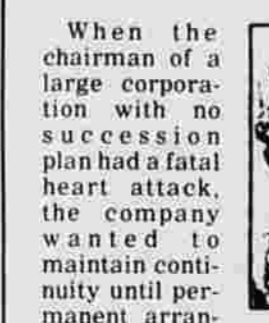 When the
chairman of a
large corpora-
tion with no
succession
plan had a fatal
heart attack,
the company
wanted to
maintain conti-
nuity until per-
manent arran-